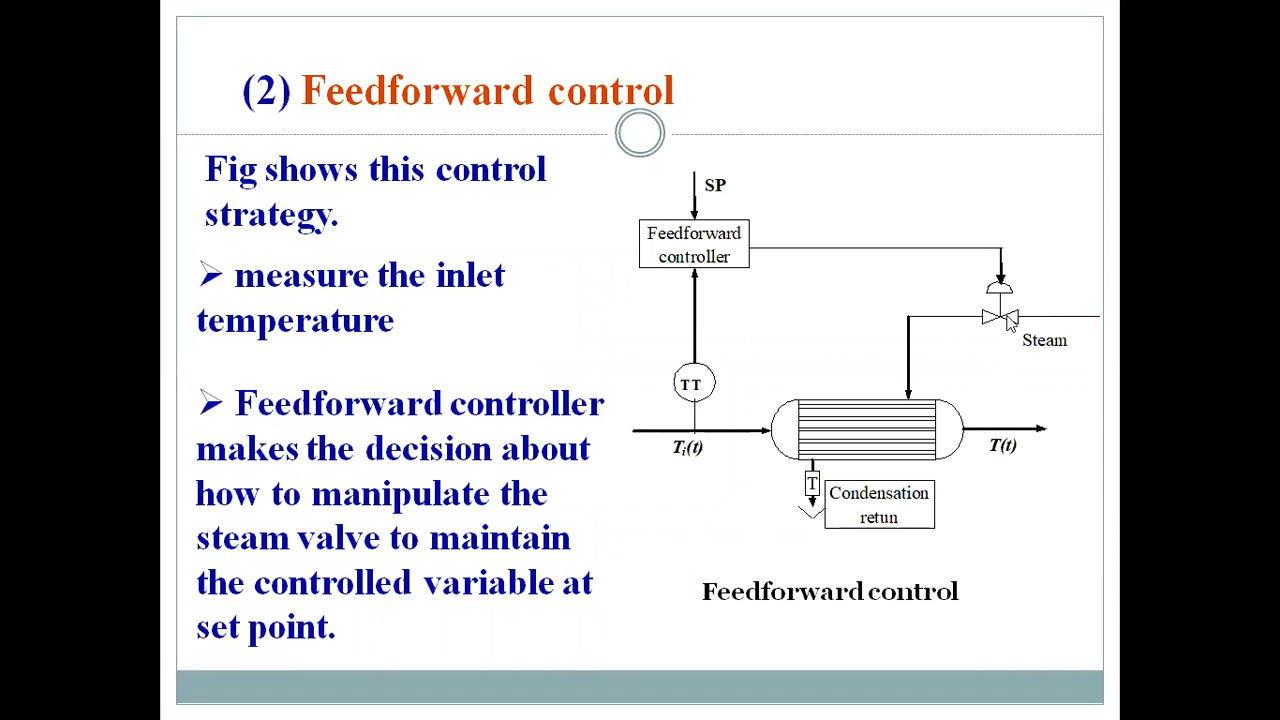 (2) Feedforward control
Fig shows this control
strategy.
➢ measure the inlet
temperature
➢ Feedforward controller
makes the decision about
how to manipulate the
steam valve to maintain
the controlled variable at
set point.
SP
Feedforward
controller
TT
Steam
Tᵢ(t)
T(t)
T
Condensation
retun
Feedforward control